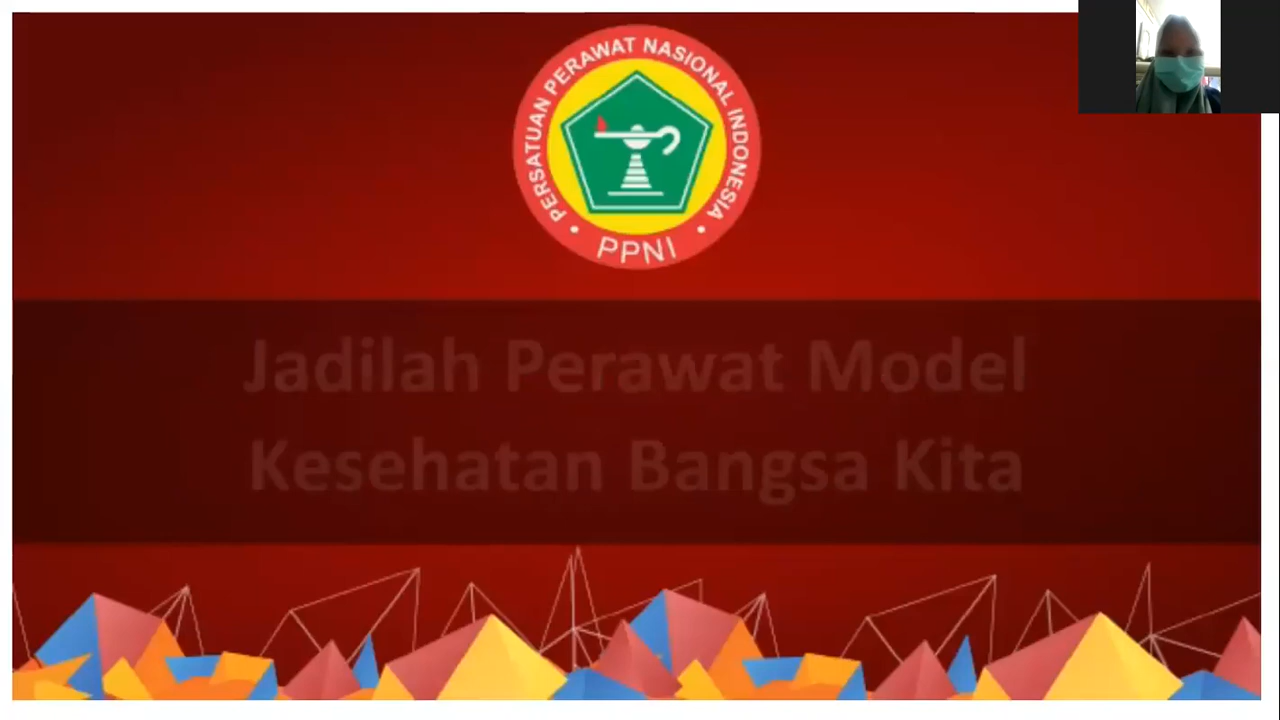 PERSATUAN PERAWAT NASIONAL INDONESIA
PPNI
Jadilah Perawat Model
Kesehatan Bangsa Kita